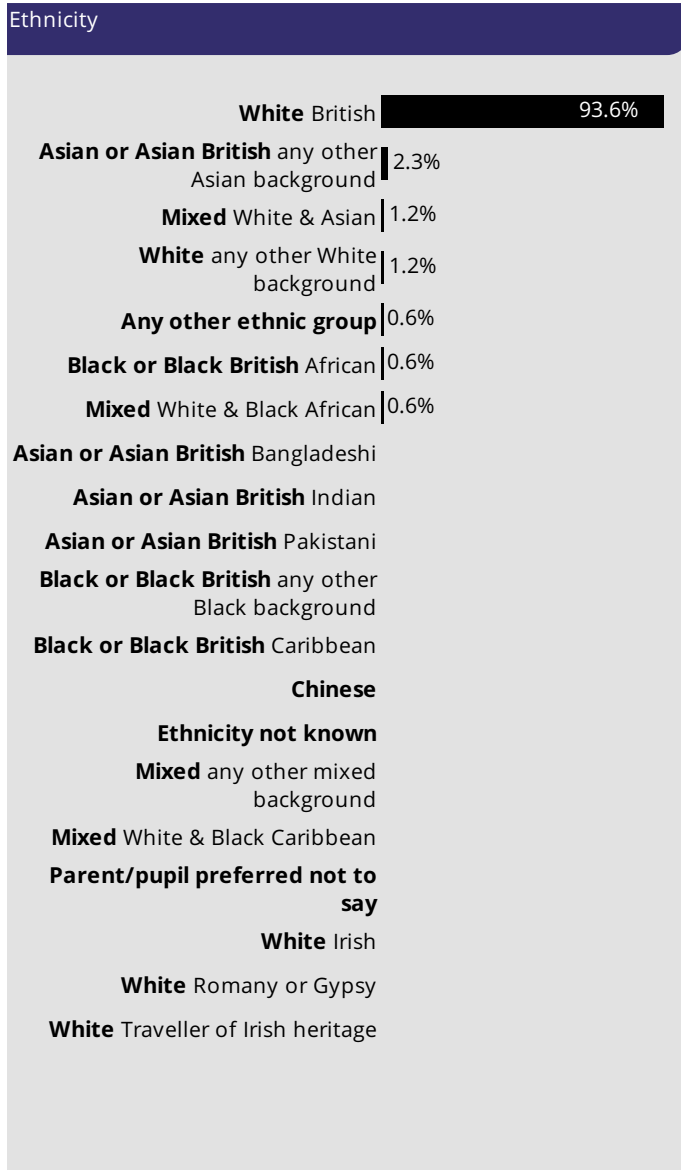 Ethnicity
White British 93.6%
Asian or Asian British any other
Asian background 2.3%
Mixed White & Asian 1.2%
White any other White
background 1.2%
Any other ethnic group 0.6%
Black or Black British African 0.6%
Mixed White & Black African 0.6%
Asian or Asian British Bangladeshi
Asian or Asian British Indian
Asian or Asian British Pakistani
Black or Black British any other
Black background
Black or Black British Caribbean
Chinese
Ethnicity not known
Mixed any other mixed
background
Mixed White & Black Caribbean
Parent/pupil preferred not to
say
White Irish
White Romany or Gypsy
White Traveller of Irish heritage